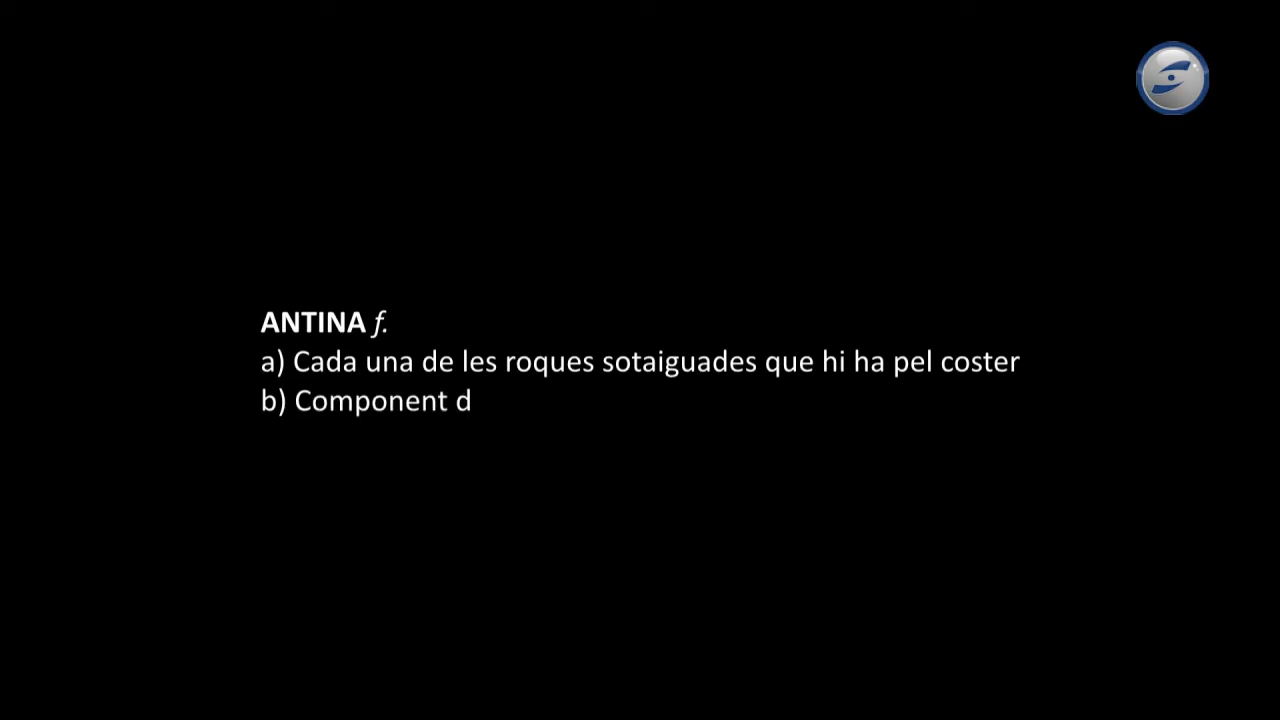 ANTINA f.
a) Cada una de les roques sotaiguades que hi ha pel coster
b) Component d